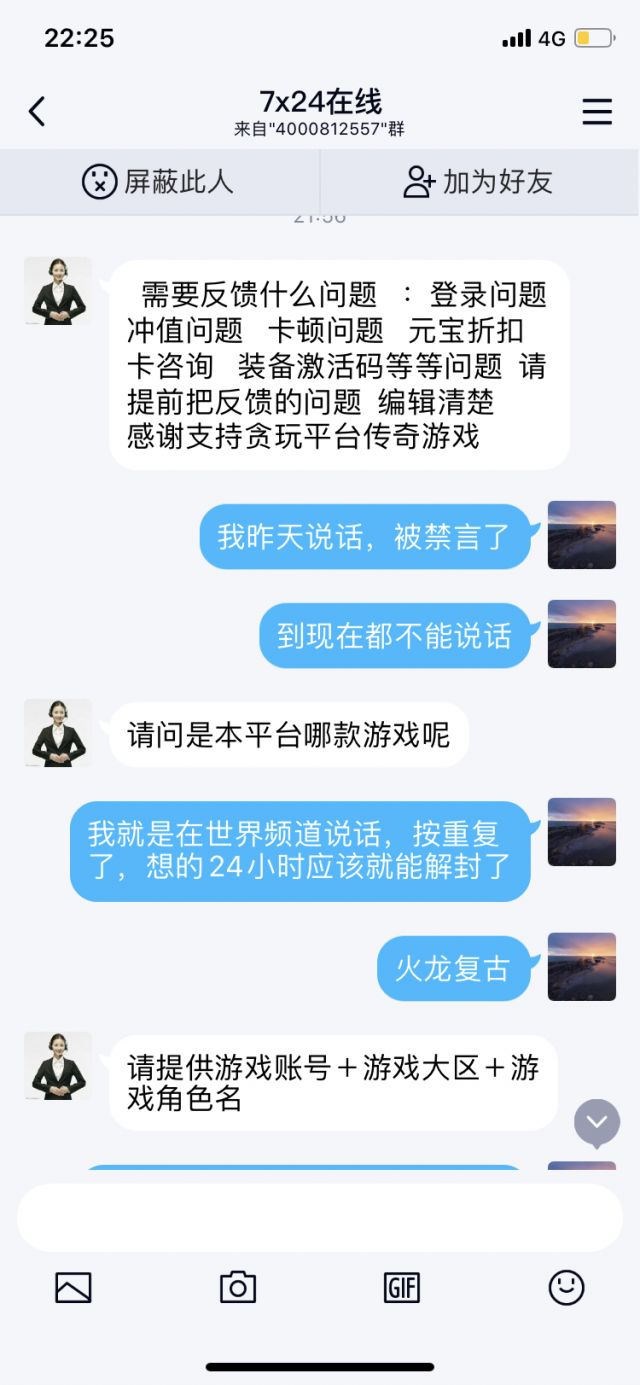 22:25
4G
7x24在线
来自"4000812557"群
屏蔽此人
加为好友
21:56
需要反馈什么问题 ：登录问题
冲值问题 卡顿问题 元宝折扣
卡咨询 装备激活码等等问题 请
提前把反馈的问题 编辑清楚
感谢支持贪玩平台传奇游戏
我昨天说话，被禁言了
到现在都不能说话
请问是本平台哪款游戏呢
我就是在世界频道说话，按重复
了，想的24小时应该就能解封了
火龙复古
请提供游戏账号＋游戏大区＋游
戏角色名
GIF